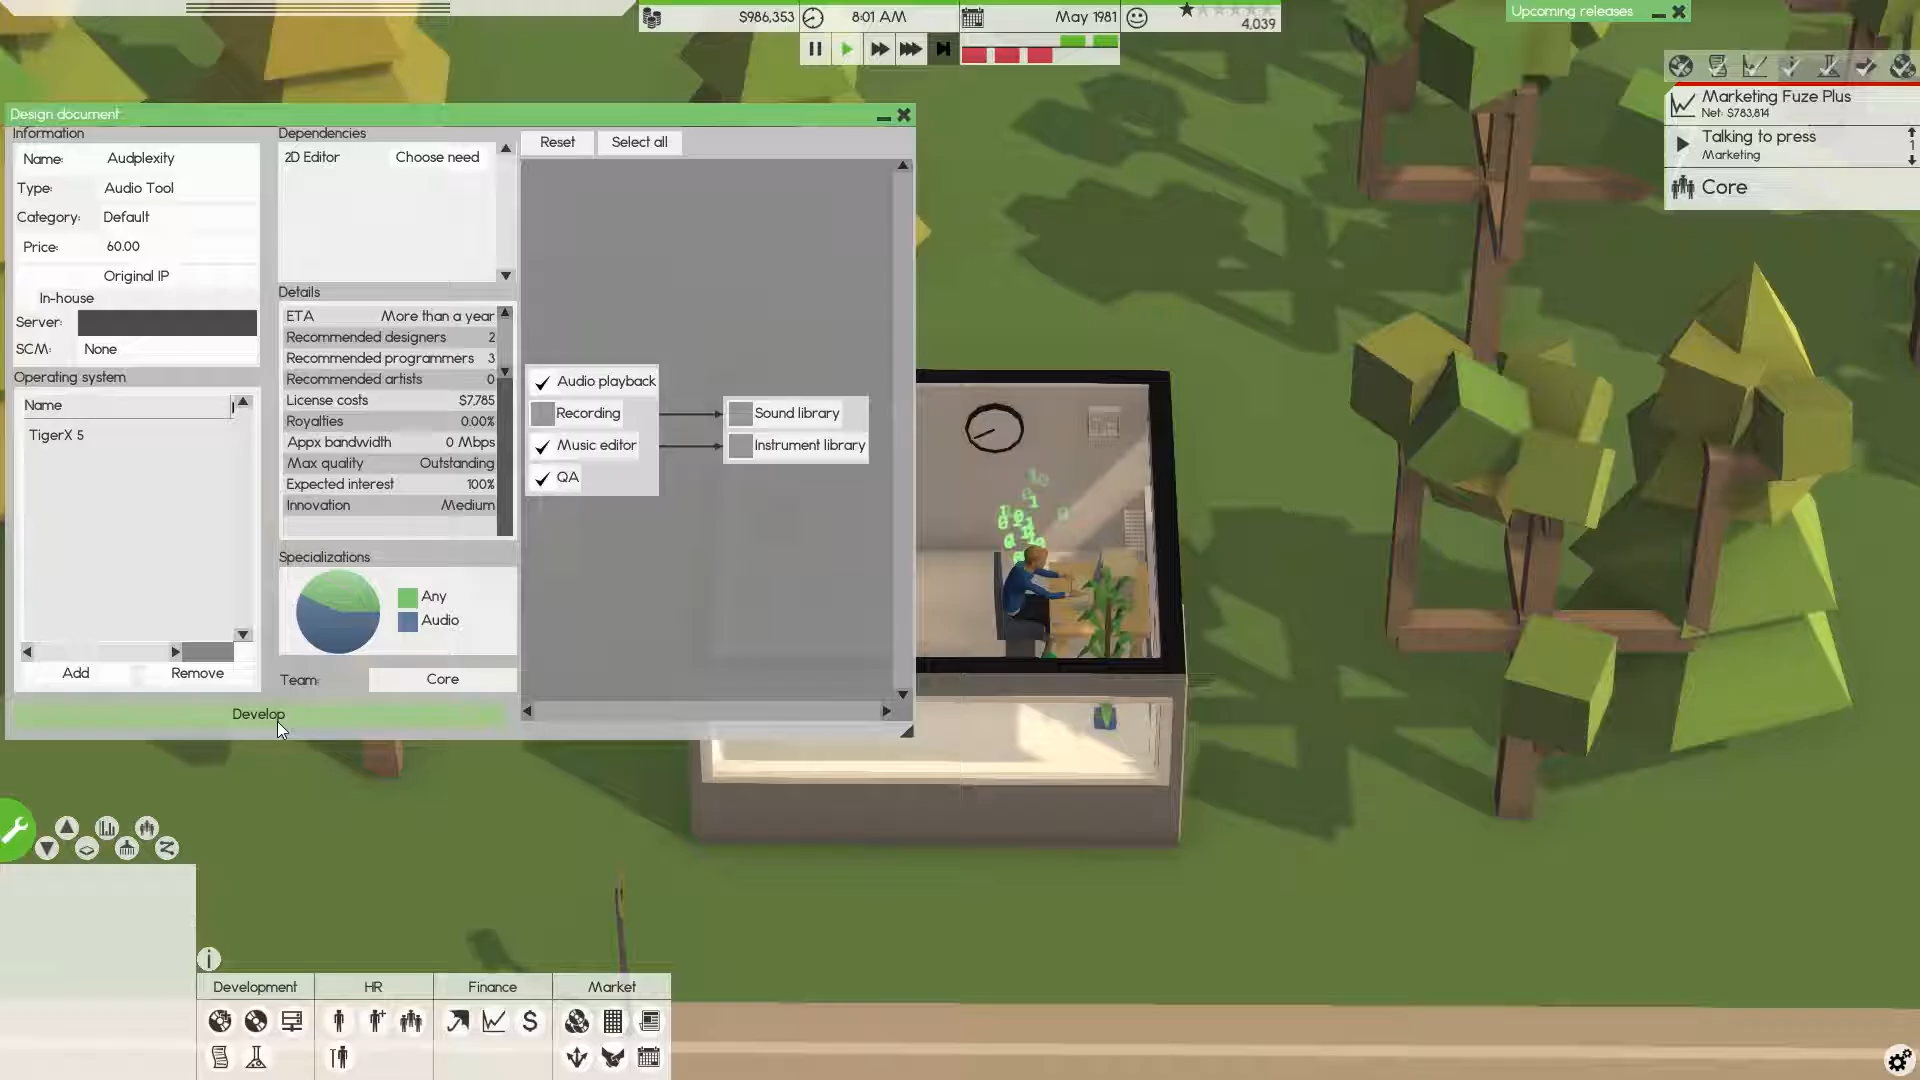 $986,353
8:01 AM
May 1981
4,039
Upcoming releases
Marketing Fuze Plus
Net: $783,814
Talking to press
Marketing
1
Core
Design document
Information
Name: Audplexity
Type: Audio Tool
Category: Default
Price: 60.00
Original IP
In-house
Server:
SCM: None
Operating system
Name
TigerX 5
Add Remove
Dependencies
2D Editor Choose need
Details
ETA More than a year
Recommended designers 2
Recommended programmers 3
Recommended artists 0
License costs $7,785
Royalties 0.00%
Appx bandwidth 0 Mbps
Max quality Outstanding
Expected interest 100%
Innovation Medium
Specializations
Any
Audio
Team: Core
Develop
Reset Select all
Audio playback
Recording Sound library
Music editor Instrument library
QA
Development HR Finance Market